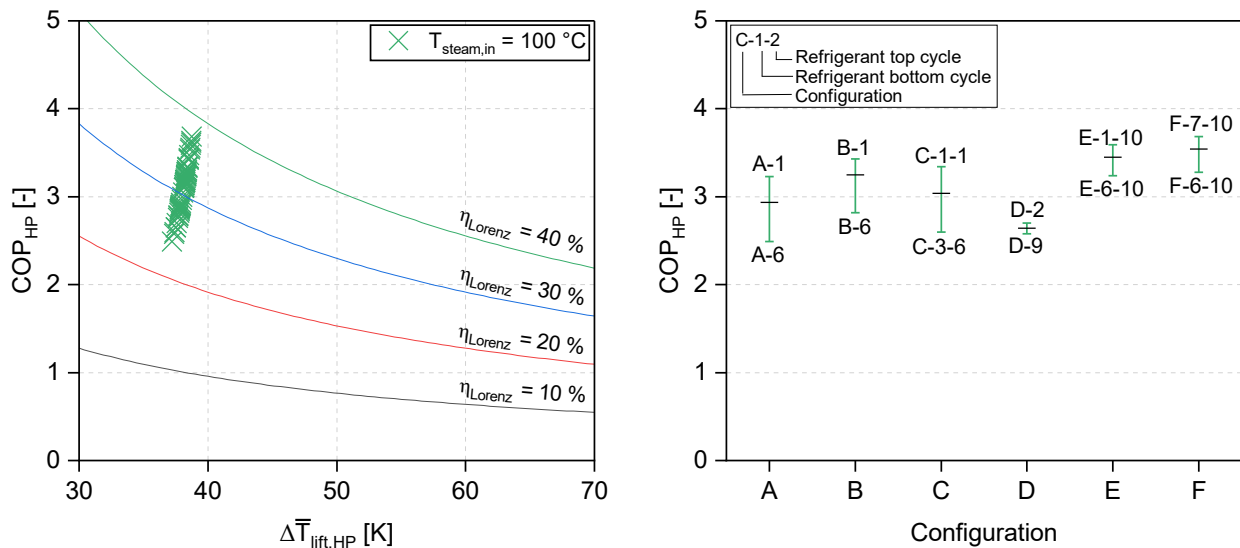 5
4
3
2
1
0
30
40
50
60
70
COP_HP [-]
ΔT̅_lift,HP [K]
T_steam,in = 100 °C
η_Lorenz = 40 %
η_Lorenz = 30 %
η_Lorenz = 20 %
η_Lorenz = 10 %
5
4
3
2
1
0
COP_HP [-]
C-1-2
Refrigerant top cycle
Refrigerant bottom cycle
Configuration
A-1
A-6
B-1
B-6
C-1-1
C-3-6
D-2
D-9
E-1-10
E-6-10
F-7-10
F-6-10
A
B
C
D
E
F
Configuration